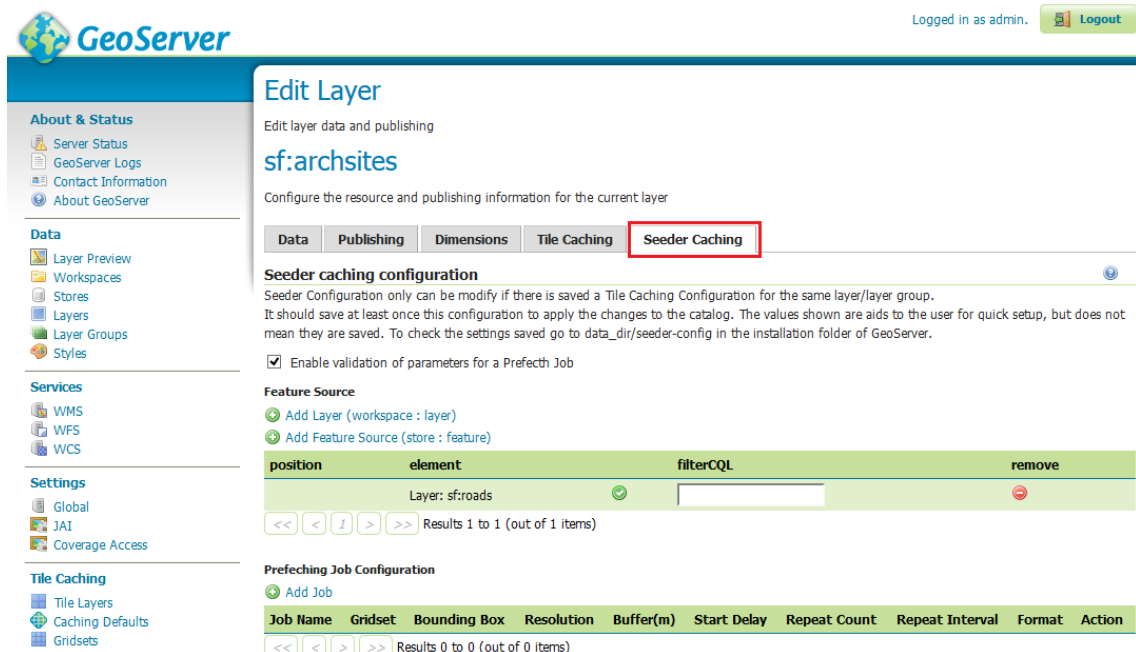 GeoServer
Logged in as admin.
Logout
About & Status
Server Status
GeoServer Logs
Contact Information
About GeoServer
Data
Layer Preview
Workspaces
Stores
Layers
Layer Groups
Styles
Services
WMS
WFS
WCS
Settings
Global
JAI
Coverage Access
Tile Caching
Tile Layers
Caching Defaults
Gridsets
Edit Layer
Edit layer data and publishing
sf:archsites
Configure the resource and publishing information for the current layer
Data Publishing Dimensions Tile Caching Seeder Caching
Seeder caching configuration
Seeder Configuration only can be modify if there is saved a Tile Caching Configuration for the same layer/layer group.
It should save at least once this configuration to apply the changes to the catalog. The values shown are aids to the user for quick setup, but does not
mean they are saved. To check the settings saved go to data_dir/seeder-config in the installation folder of GeoServer.
Enable validation of parameters for a Prefecth Job
Feature Source
Add Layer (workspace : layer)
Add Feature Source (store : feature)
position element filterCQL remove
Layer: sf:roads
<< < 1 > >> Results 1 to 1 (out of 1 items)
Prefeching Job Configuration
Add Job
Job Name Gridset Bounding Box Resolution Buffer(m) Start Delay Repeat Count Repeat Interval Format Action
<< < > >> Results 0 to 0 (out of 0 items)